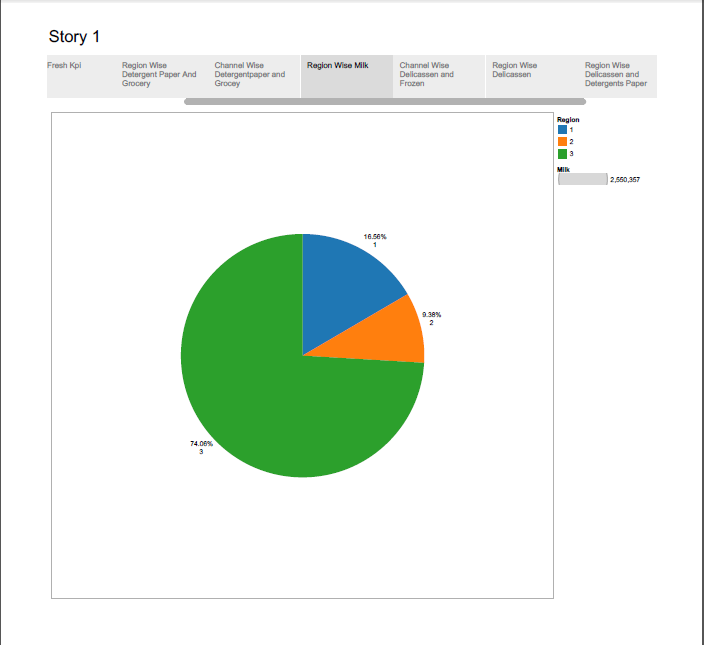 Story 1
Fresh Kpi
Region Wise
Detergent Paper And
Grocery
Channel Wise
Detergentpaper and
Grocey
Region Wise Milk
Channel Wise
Delicassen and
Frozen
Region Wise
Delicassen
Region Wise
Delicassen and
Detergents Paper
Region
1
2
3
Milk
2,550,357
16.56%
1
9.38%
2
74.06%
3